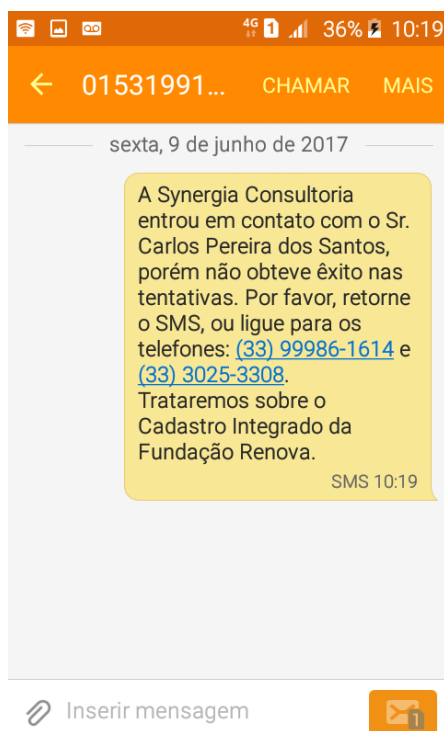 4G 1 36% 10:19
01531991... CHAMAR MAIS
sexta, 9 de junho de 2017
A Synergia Consultoria
entrou em contato com o Sr.
Carlos Pereira dos Santos,
porém não obteve êxito nas
tentativas. Por favor, retorne
o SMS, ou ligue para os
telefones: (33) 99986-1614 e
(33) 3025-3308.
Trataremos sobre o
Cadastro Integrado da
Fundação Renova.
SMS 10:19
Inserir mensagem
1